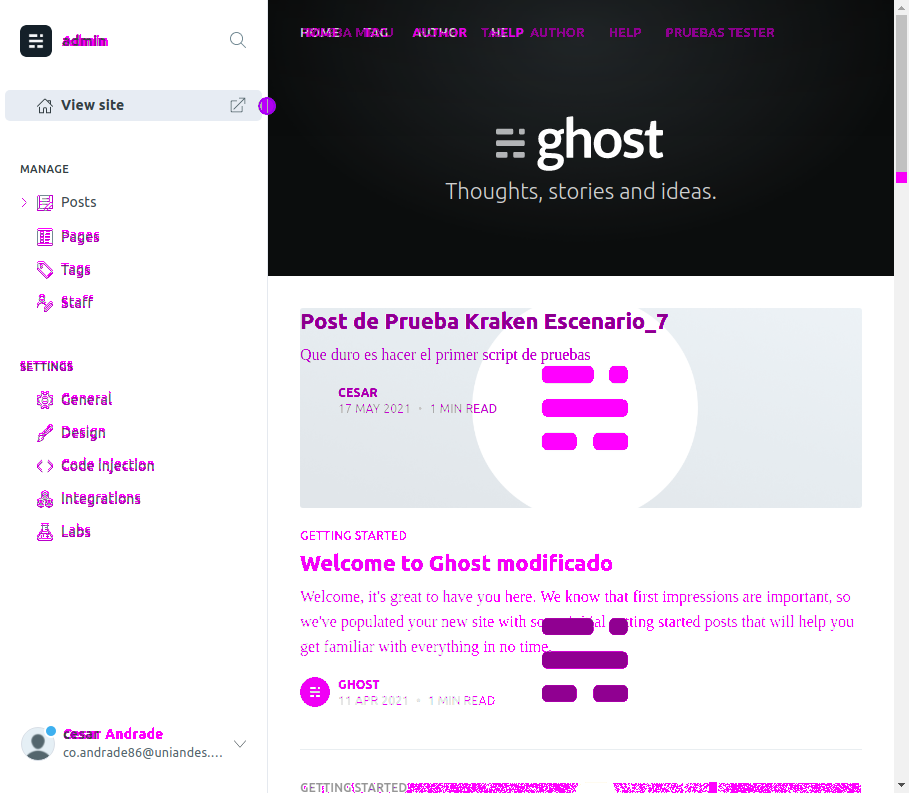 Admin
View site
MANAGE
Posts
Pages
Tags
Staff
SETTINGS
General
Design
Code injection
Integrations
Labs
Cesar Andrade
co.andrade86@uniandes....
HOME TAG AUTHOR HELP AUTHOR HELP PRUEBAS TESTER
ghost
Thoughts, stories and ideas.
Post de Prueba Kraken Escenario_7
Que duro es hacer el primer script de pruebas
CESAR
17 MAY 2021 • 1 MIN READ
GETTING STARTED
Welcome to Ghost modificado
Welcome, it's great to have you here. We know that first impressions are important, so
we've populated your new site with some initial getting started posts that will help you
get familiar with everything in no time.
GHOST
11 APR 2021 • 1 MIN READ
GETTING STARTED